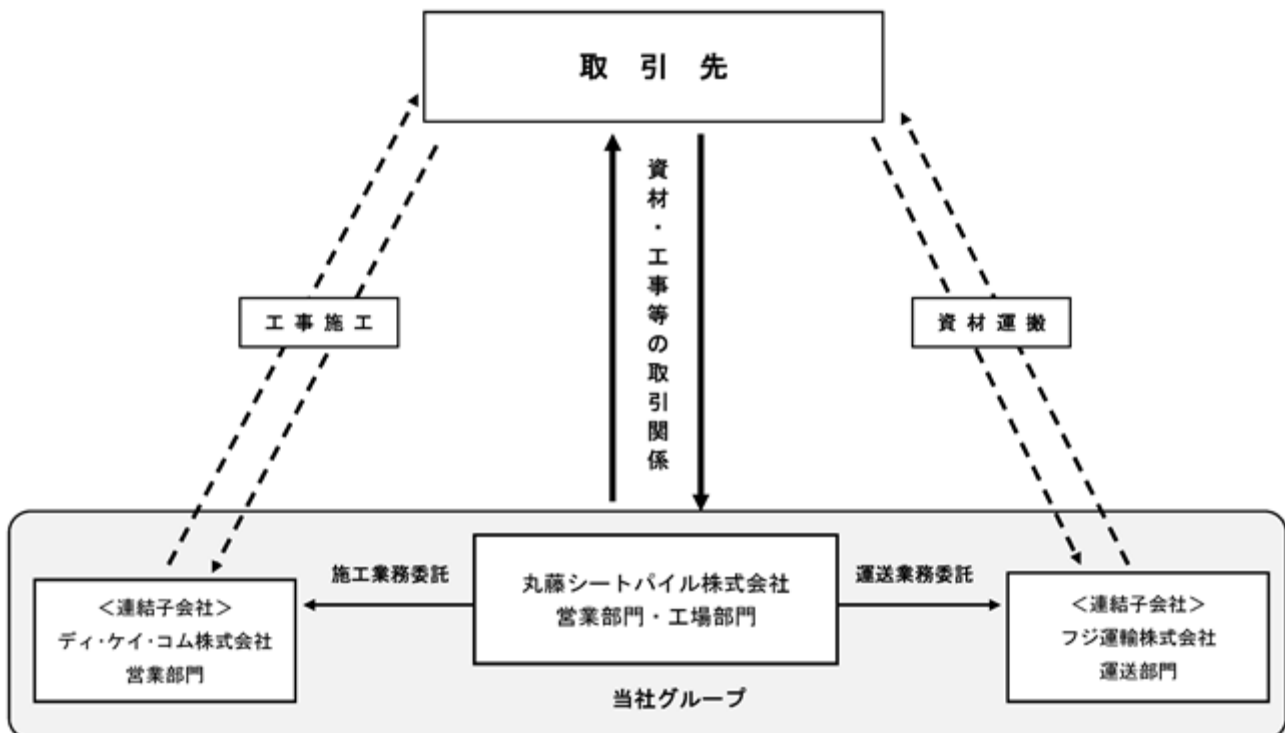 取引先
資材・工事等の取引関係
工事施工
資材運搬
施工業務委託
運送業務委託
丸藤シートパイル株式会社
営業部門・工場部門
＜連結子会社＞
ディ・ケイ・コム株式会社
営業部門
＜連結子会社＞
フジ運輸株式会社
運送部門
当社グループ